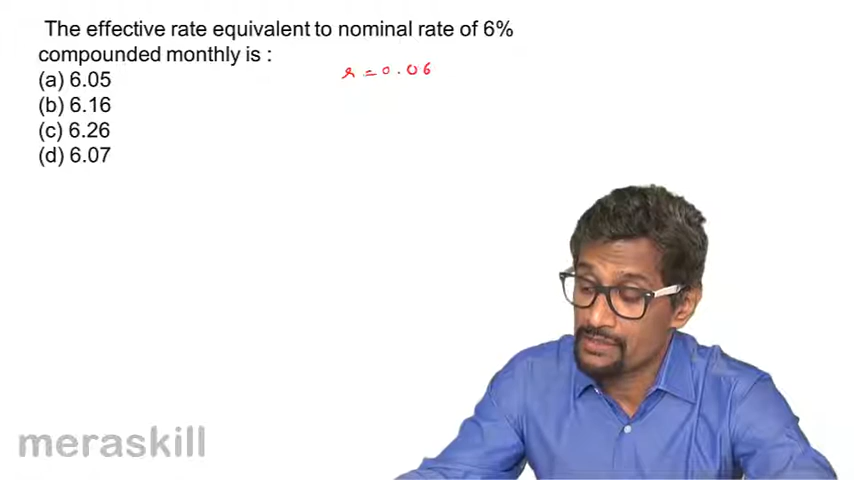 The effective rate equivalent to nominal rate of 6%
compounded monthly is :
r = 0.06
(a) 6.05
(b) 6.16
(c) 6.26
(d) 6.07
meraskill